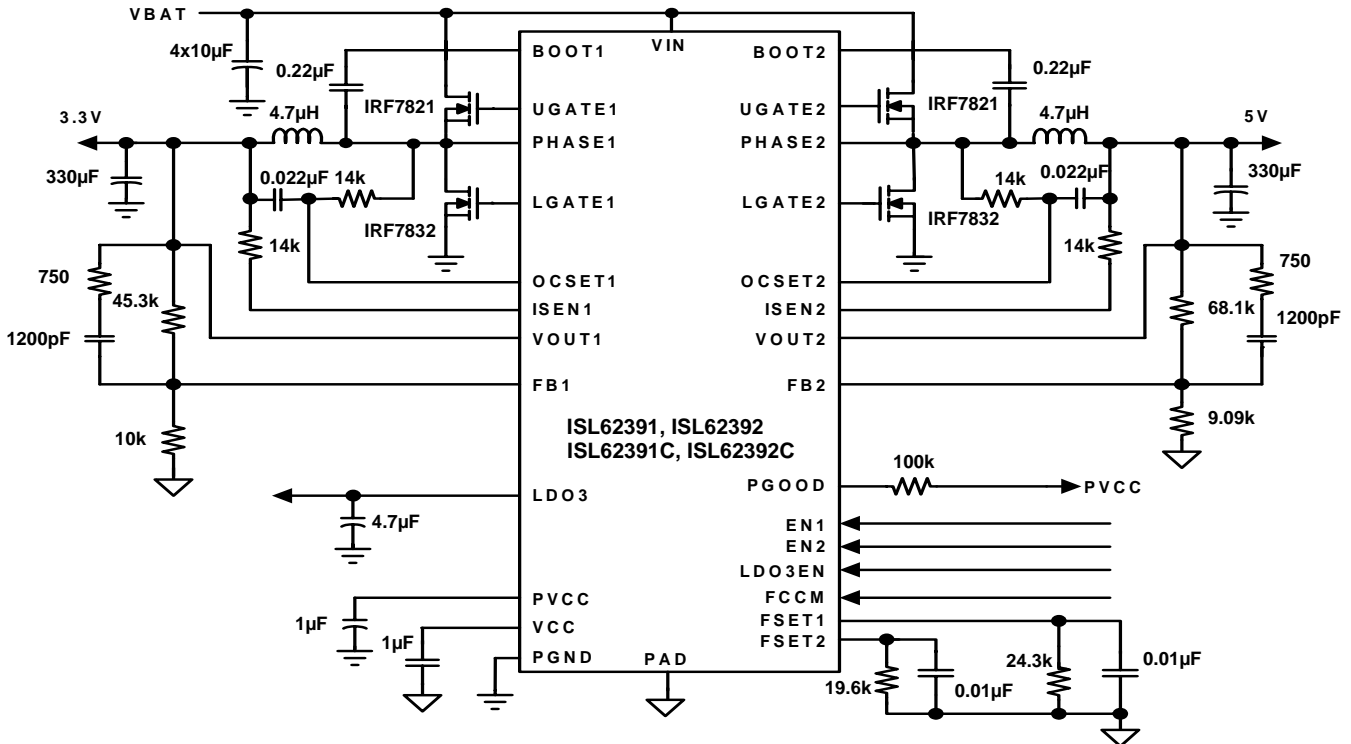 VBAT
4x10µF
0.22µF
4.7µH
IRF7821
3.3V
330µF
0.022µF
14k
IRF7832
14k
750
45.3k
1200pF
10k
4.7µF
1µF
1µF
VIN
BOOT1
UGATE1
PHASE1
LGATE1
OCSET1
ISEN1
VOUT1
FB1
ISL62391, ISL62392
ISL62391C, ISL62392C
LDO3
PVCC
VCC
PGND
PAD
BOOT2
UGATE2
PHASE2
LGATE2
OCSET2
ISEN2
VOUT2
FB2
PGOOD
EN1
EN2
LDO3EN
FCCM
FSET1
FSET2
IRF7821
0.22µF
4.7µH
5V
14k
0.022µF
330µF
IRF7832
14k
750
68.1k
1200pF
9.09k
100k
PVCC
19.6k
0.01µF
24.3k
0.01µF